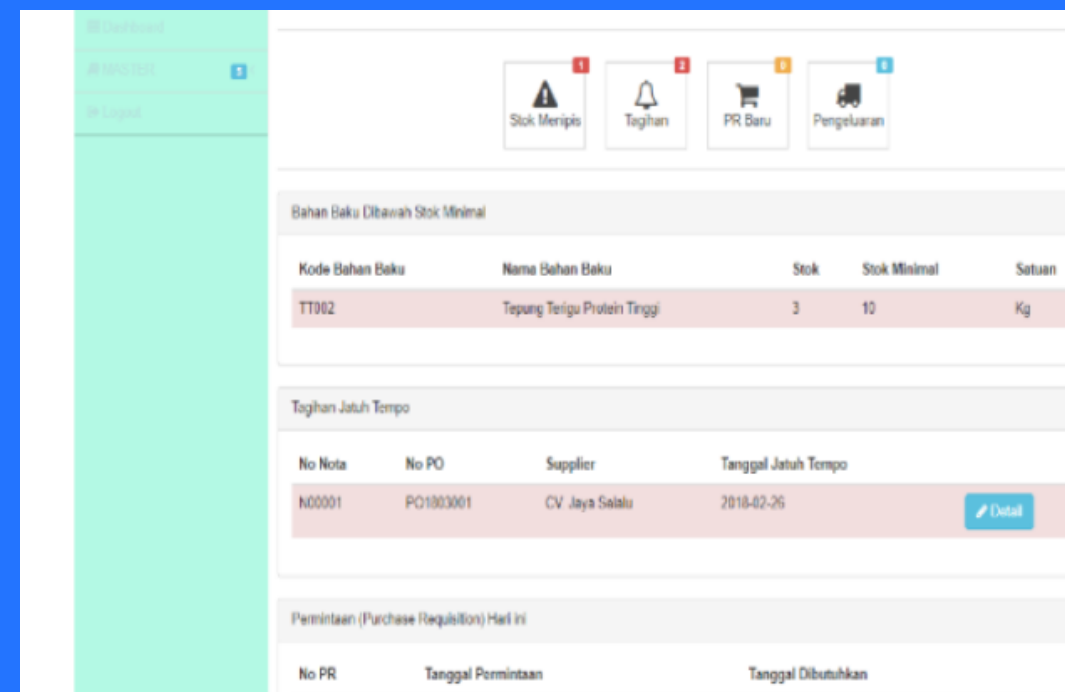 Dashboard
MASTER 5
Logout
1 2 0 0
Stok Menipis Tagihan PR Baru Pengeluaran
Bahan Baku Dibawah Stok Minimal
Kode Bahan Baku Nama Bahan Baku Stok Stok Minimal Satuan
TT002 Tepung Terigu Protein Tinggi 3 10 Kg
Tagihan Jatuh Tempo
No Nota No PO Supplier Tanggal Jatuh Tempo
N00001 PO1803001 CV. Jaya Selalu 2018-02-26 Detail
Permintaan (Purchase Requisition) Hari ini
No PR Tanggal Permintaan Tanggal Dibutuhkan